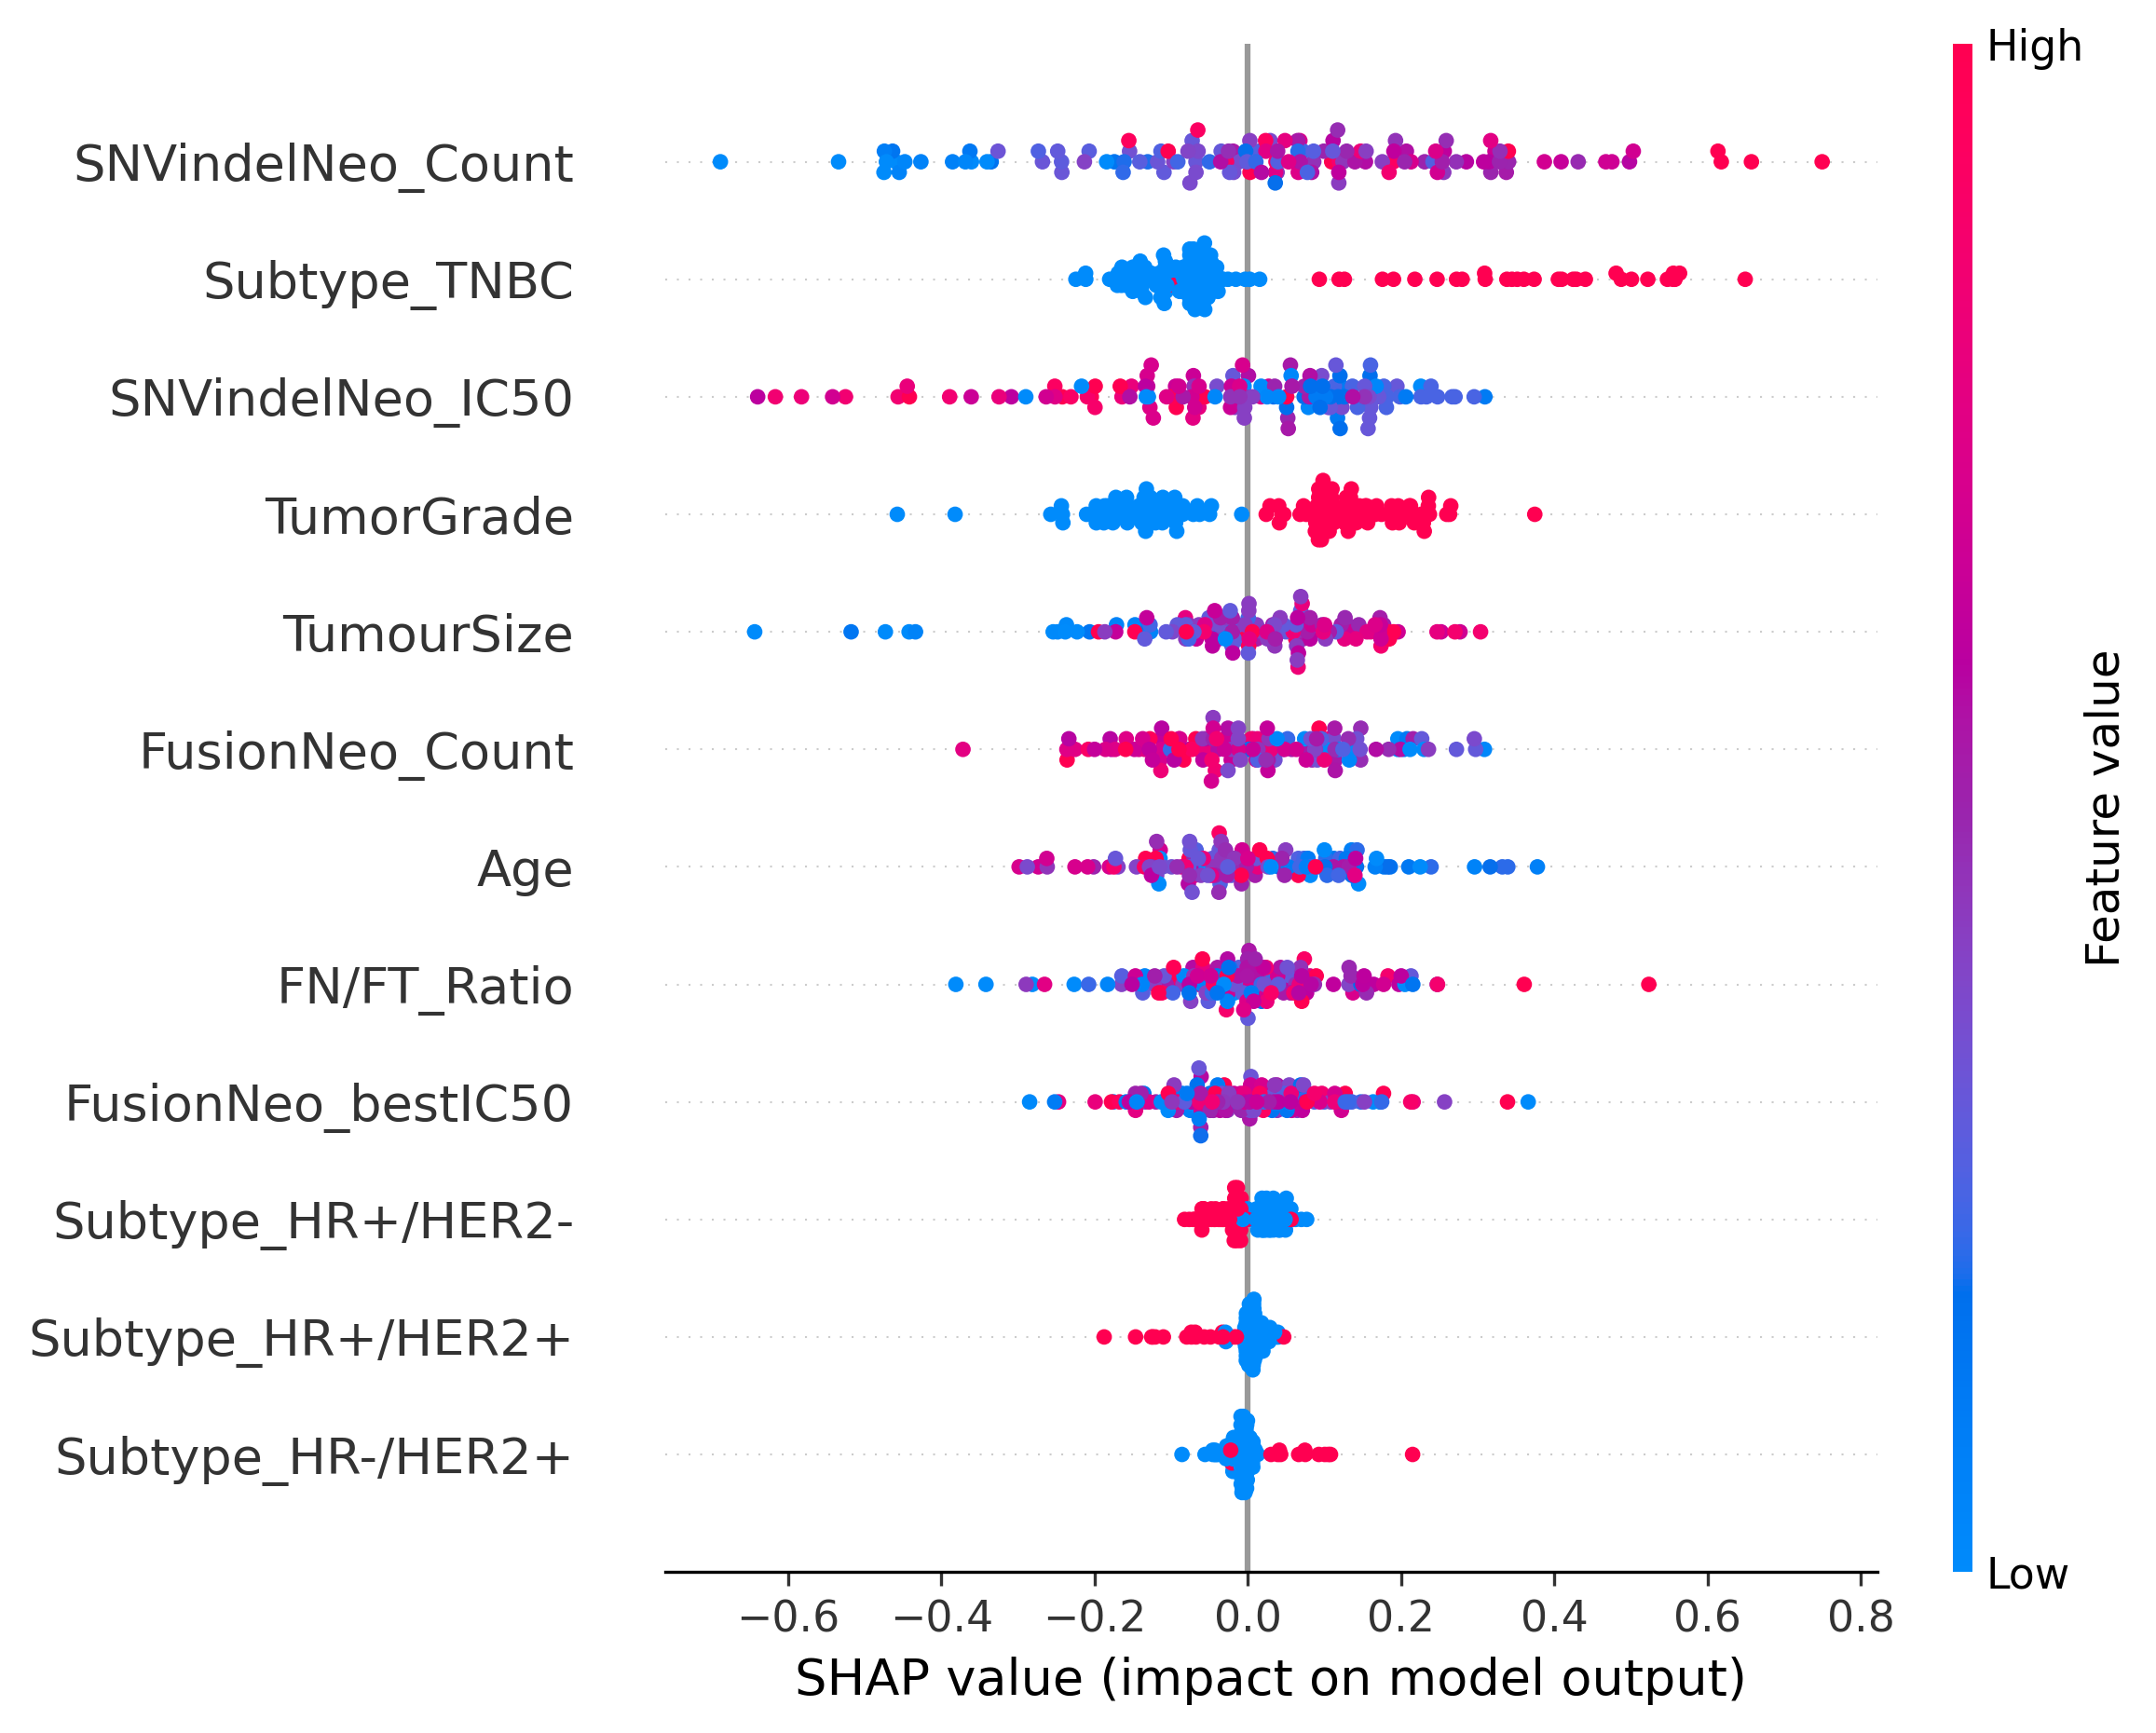 High
SNVindelNeo_Count
Subtype_TNBC
SNVindelNeo_IC50
TumorGrade
TumourSize
FusionNeo_Count
Age
FN/FT_Ratio
FusionNeo_bestIC50
Subtype_HR+/HER2-
Subtype_HR+/HER2+
Subtype_HR-/HER2+
Feature value
Low
−0.6 −0.4 −0.2 0.0 0.2 0.4 0.6 0.8
SHAP value (impact on model output)